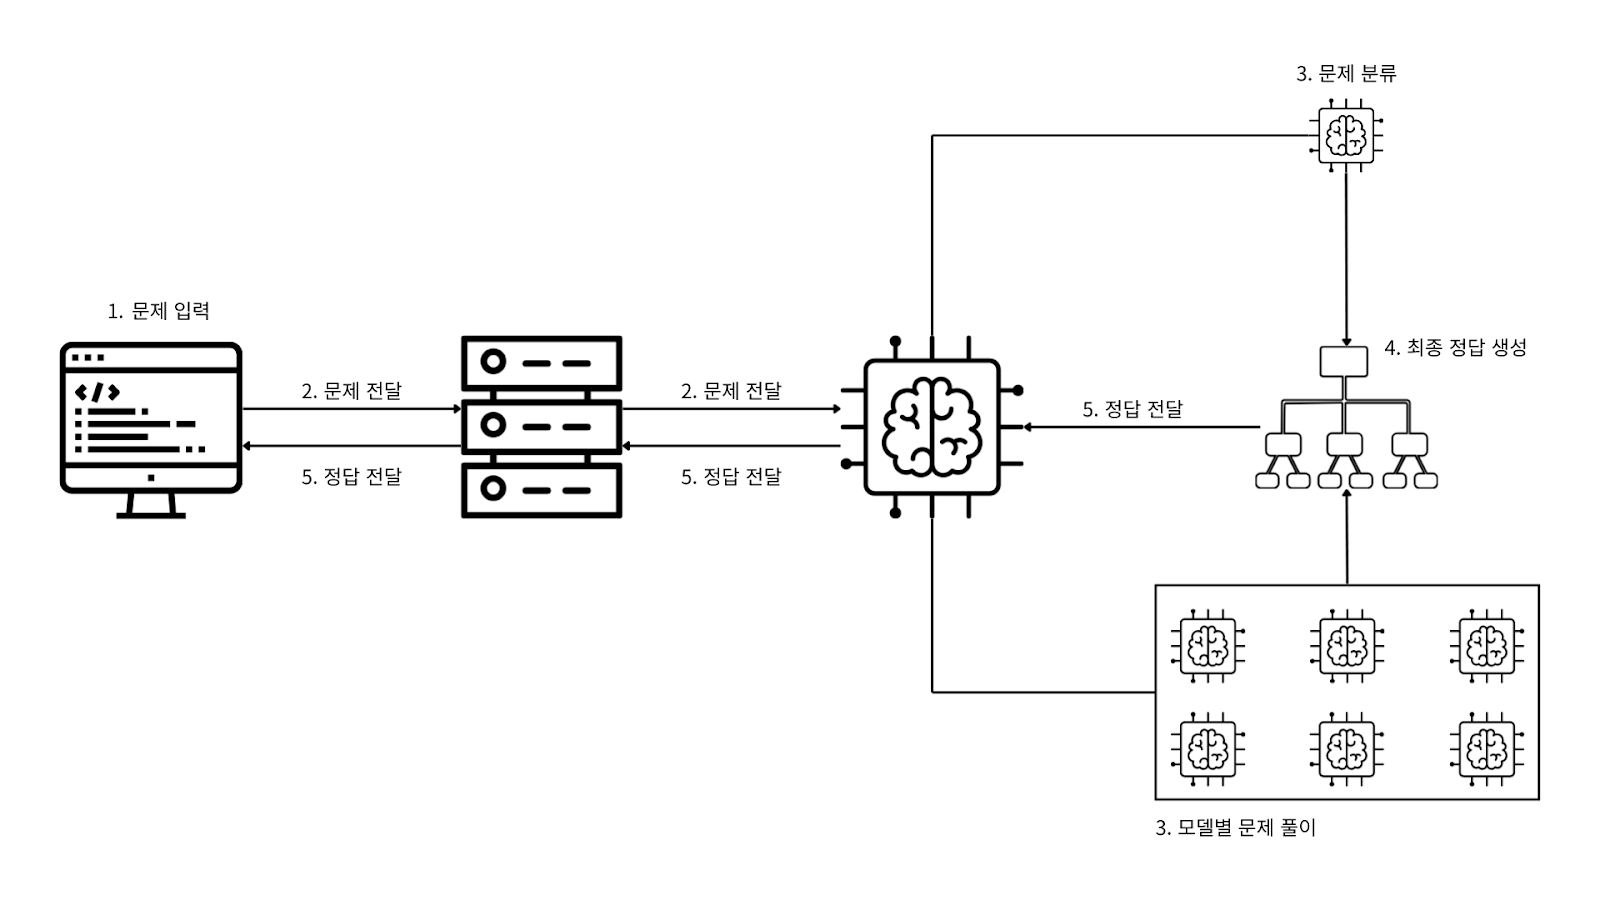 3. 문제 분류
1. 문제 입력
4. 최종 정답 생성
2. 문제 전달
2. 문제 전달
5. 정답 전달
5. 정답 전달
5. 정답 전달
3. 모델별 문제 풀이